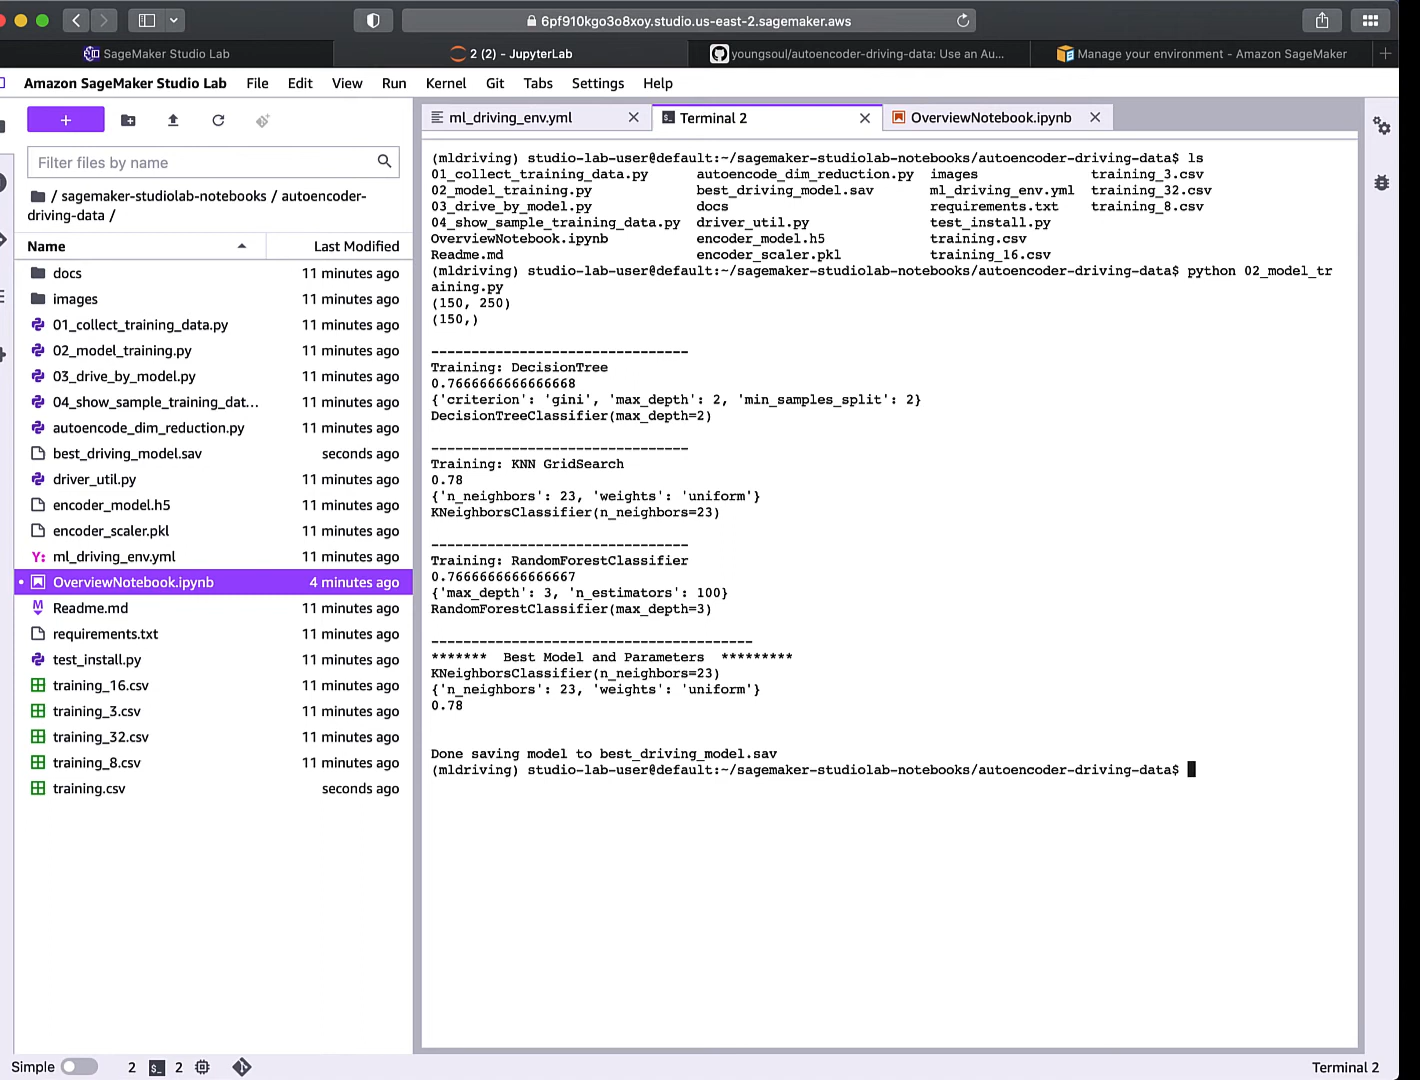 6pf910kgo3o8xoy.studio.us-east-2.sagemaker.aws
SageMaker Studio Lab
2 (2) - JupyterLab
youngsoul/autoencoder-driving-data: Use an Au...
Manage your environment - Amazon SageMaker
Amazon SageMaker Studio Lab File Edit View Run Kernel Git Tabs Settings Help
Filter files by name
/ sagemaker-studiolab-notebooks / autoencoder-
driving-data /
Name Last Modified
docs 11 minutes ago
images 11 minutes ago
01_collect_training_data.py 11 minutes ago
02_model_training.py 11 minutes ago
03_drive_by_model.py 11 minutes ago
04_show_sample_training_dat... 11 minutes ago
autoencode_dim_reduction.py 11 minutes ago
best_driving_model.sav seconds ago
driver_util.py 11 minutes ago
encoder_model.h5 11 minutes ago
encoder_scaler.pkl 11 minutes ago
Y: ml_driving_env.yml 11 minutes ago
OverviewNotebook.ipynb 4 minutes ago
Readme.md 11 minutes ago
requirements.txt 11 minutes ago
test_install.py 11 minutes ago
training_16.csv 11 minutes ago
training_3.csv 11 minutes ago
training_32.csv 11 minutes ago
training_8.csv 11 minutes ago
training.csv seconds ago
ml_driving_env.yml
Terminal 2
OverviewNotebook.ipynb
(mldriving) studio-lab-user@default:~/sagemaker-studiolab-notebooks/autoencoder-driving-data$ ls
01_collect_training_data.py autoencode_dim_reduction.py images training_3.csv
02_model_training.py best_driving_model.sav ml_driving_env.yml training_32.csv
03_drive_by_model.py docs requirements.txt training_8.csv
04_show_sample_training_data.py driver_util.py test_install.py
OverviewNotebook.ipynb encoder_model.h5 training.csv
Readme.md encoder_scaler.pkl training_16.csv
(mldriving) studio-lab-user@default:~/sagemaker-studiolab-notebooks/autoencoder-driving-data$ python 02_model_tr
aining.py
(150, 250)
(150,)
--------------------------------
Training: DecisionTree
0.7666666666666668
{'criterion': 'gini', 'max_depth': 2, 'min_samples_split': 2}
DecisionTreeClassifier(max_depth=2)
--------------------------------
Training: KNN GridSearch
0.78
{'n_neighbors': 23, 'weights': 'uniform'}
KNeighborsClassifier(n_neighbors=23)
--------------------------------
Training: RandomForestClassifier
0.7666666666666667
{'max_depth': 3, 'n_estimators': 100}
RandomForestClassifier(max_depth=3)
----------------------------------------
******* Best Model and Parameters *********
KNeighborsClassifier(n_neighbors=23)
{'n_neighbors': 23, 'weights': 'uniform'}
0.78
Done saving model to best_driving_model.sav
(mldriving) studio-lab-user@default:~/sagemaker-studiolab-notebooks/autoencoder-driving-data$
Simple 2 2 Terminal 2